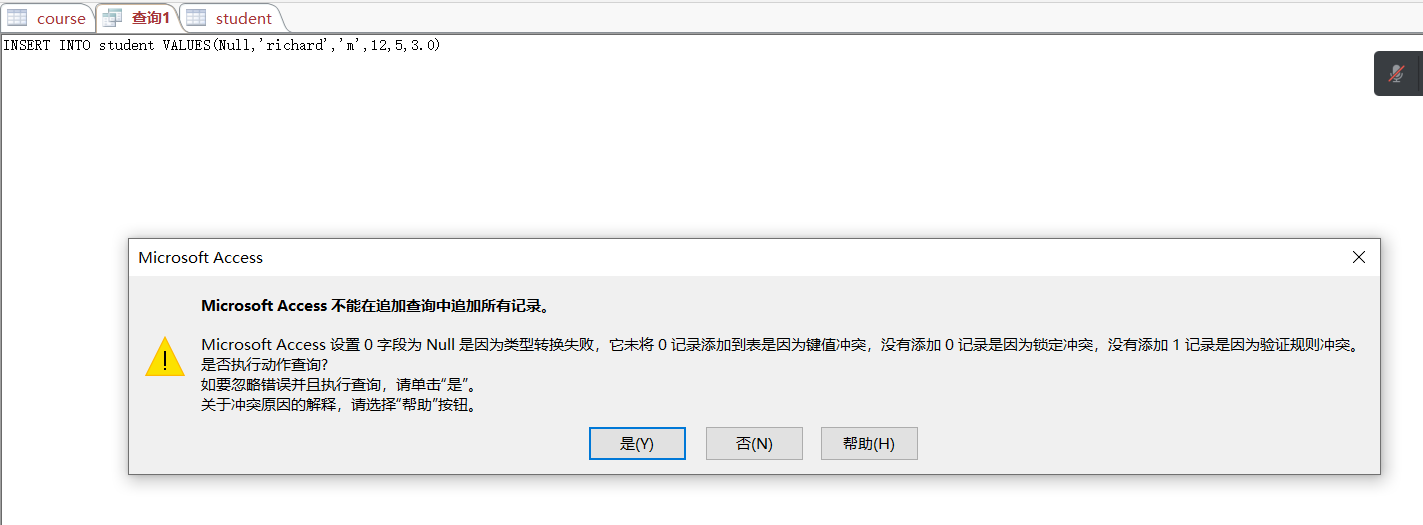 course 查询1 student
INSERT INTO student VALUES(Null,'richard','m',12,5,3.0)
Microsoft Access
Microsoft Access 不能在追加查询中追加所有记录。
Microsoft Access 设置 0 字段为 Null 是因为类型转换失败，它未将 0 记录添加到表是因为键值冲突，没有添加 0 记录是因为锁定冲突，没有添加 1 记录是因为验证规则冲突。
是否执行动作查询?
如要忽略错误并且执行查询，请单击“是”。
关于冲突原因的解释，请选择“帮助”按钮。
是(Y) 否(N) 帮助(H)